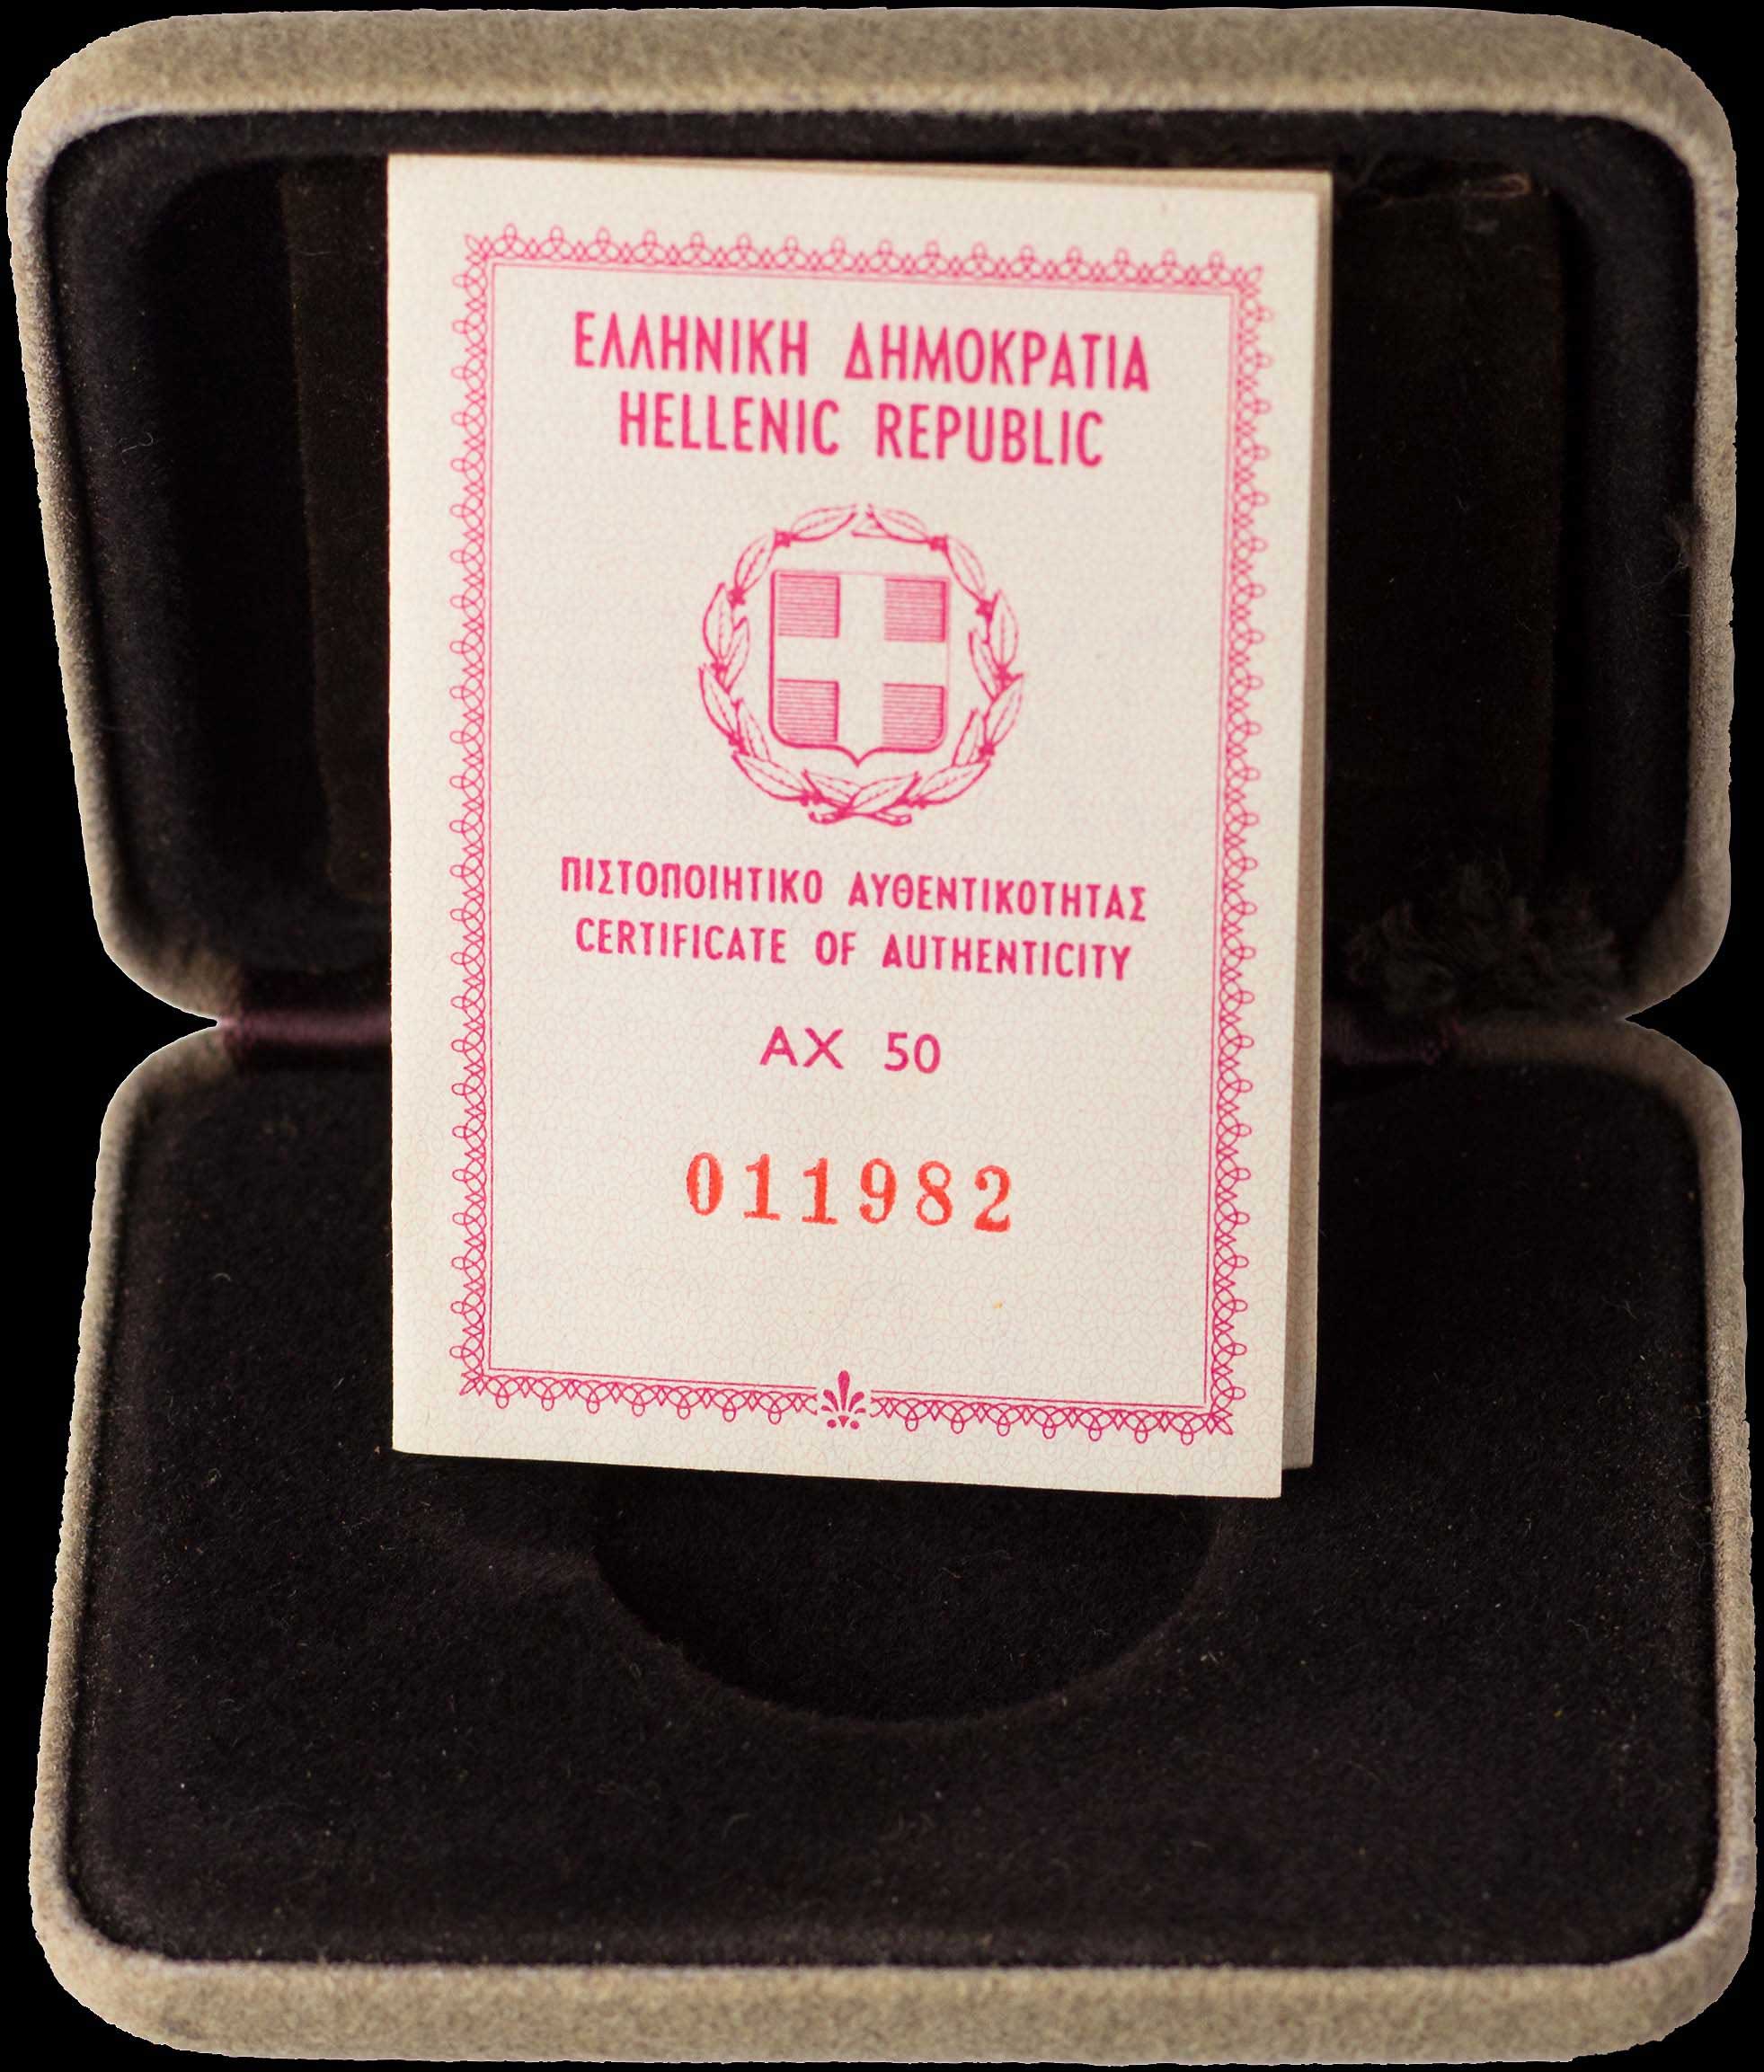 ΕΛΛΗΝΙΚΗ ΔΗΜΟΚΡΑΤΙΑ
HELLENIC REPUBLIC
ΠΙΣΤΟΠΟΙΗΤΙΚΟ ΑΥΘΕΝΤΙΚΟΤΗΤΑΣ
CERTIFICATE OF AUTHENTICITY
AX 50
011982